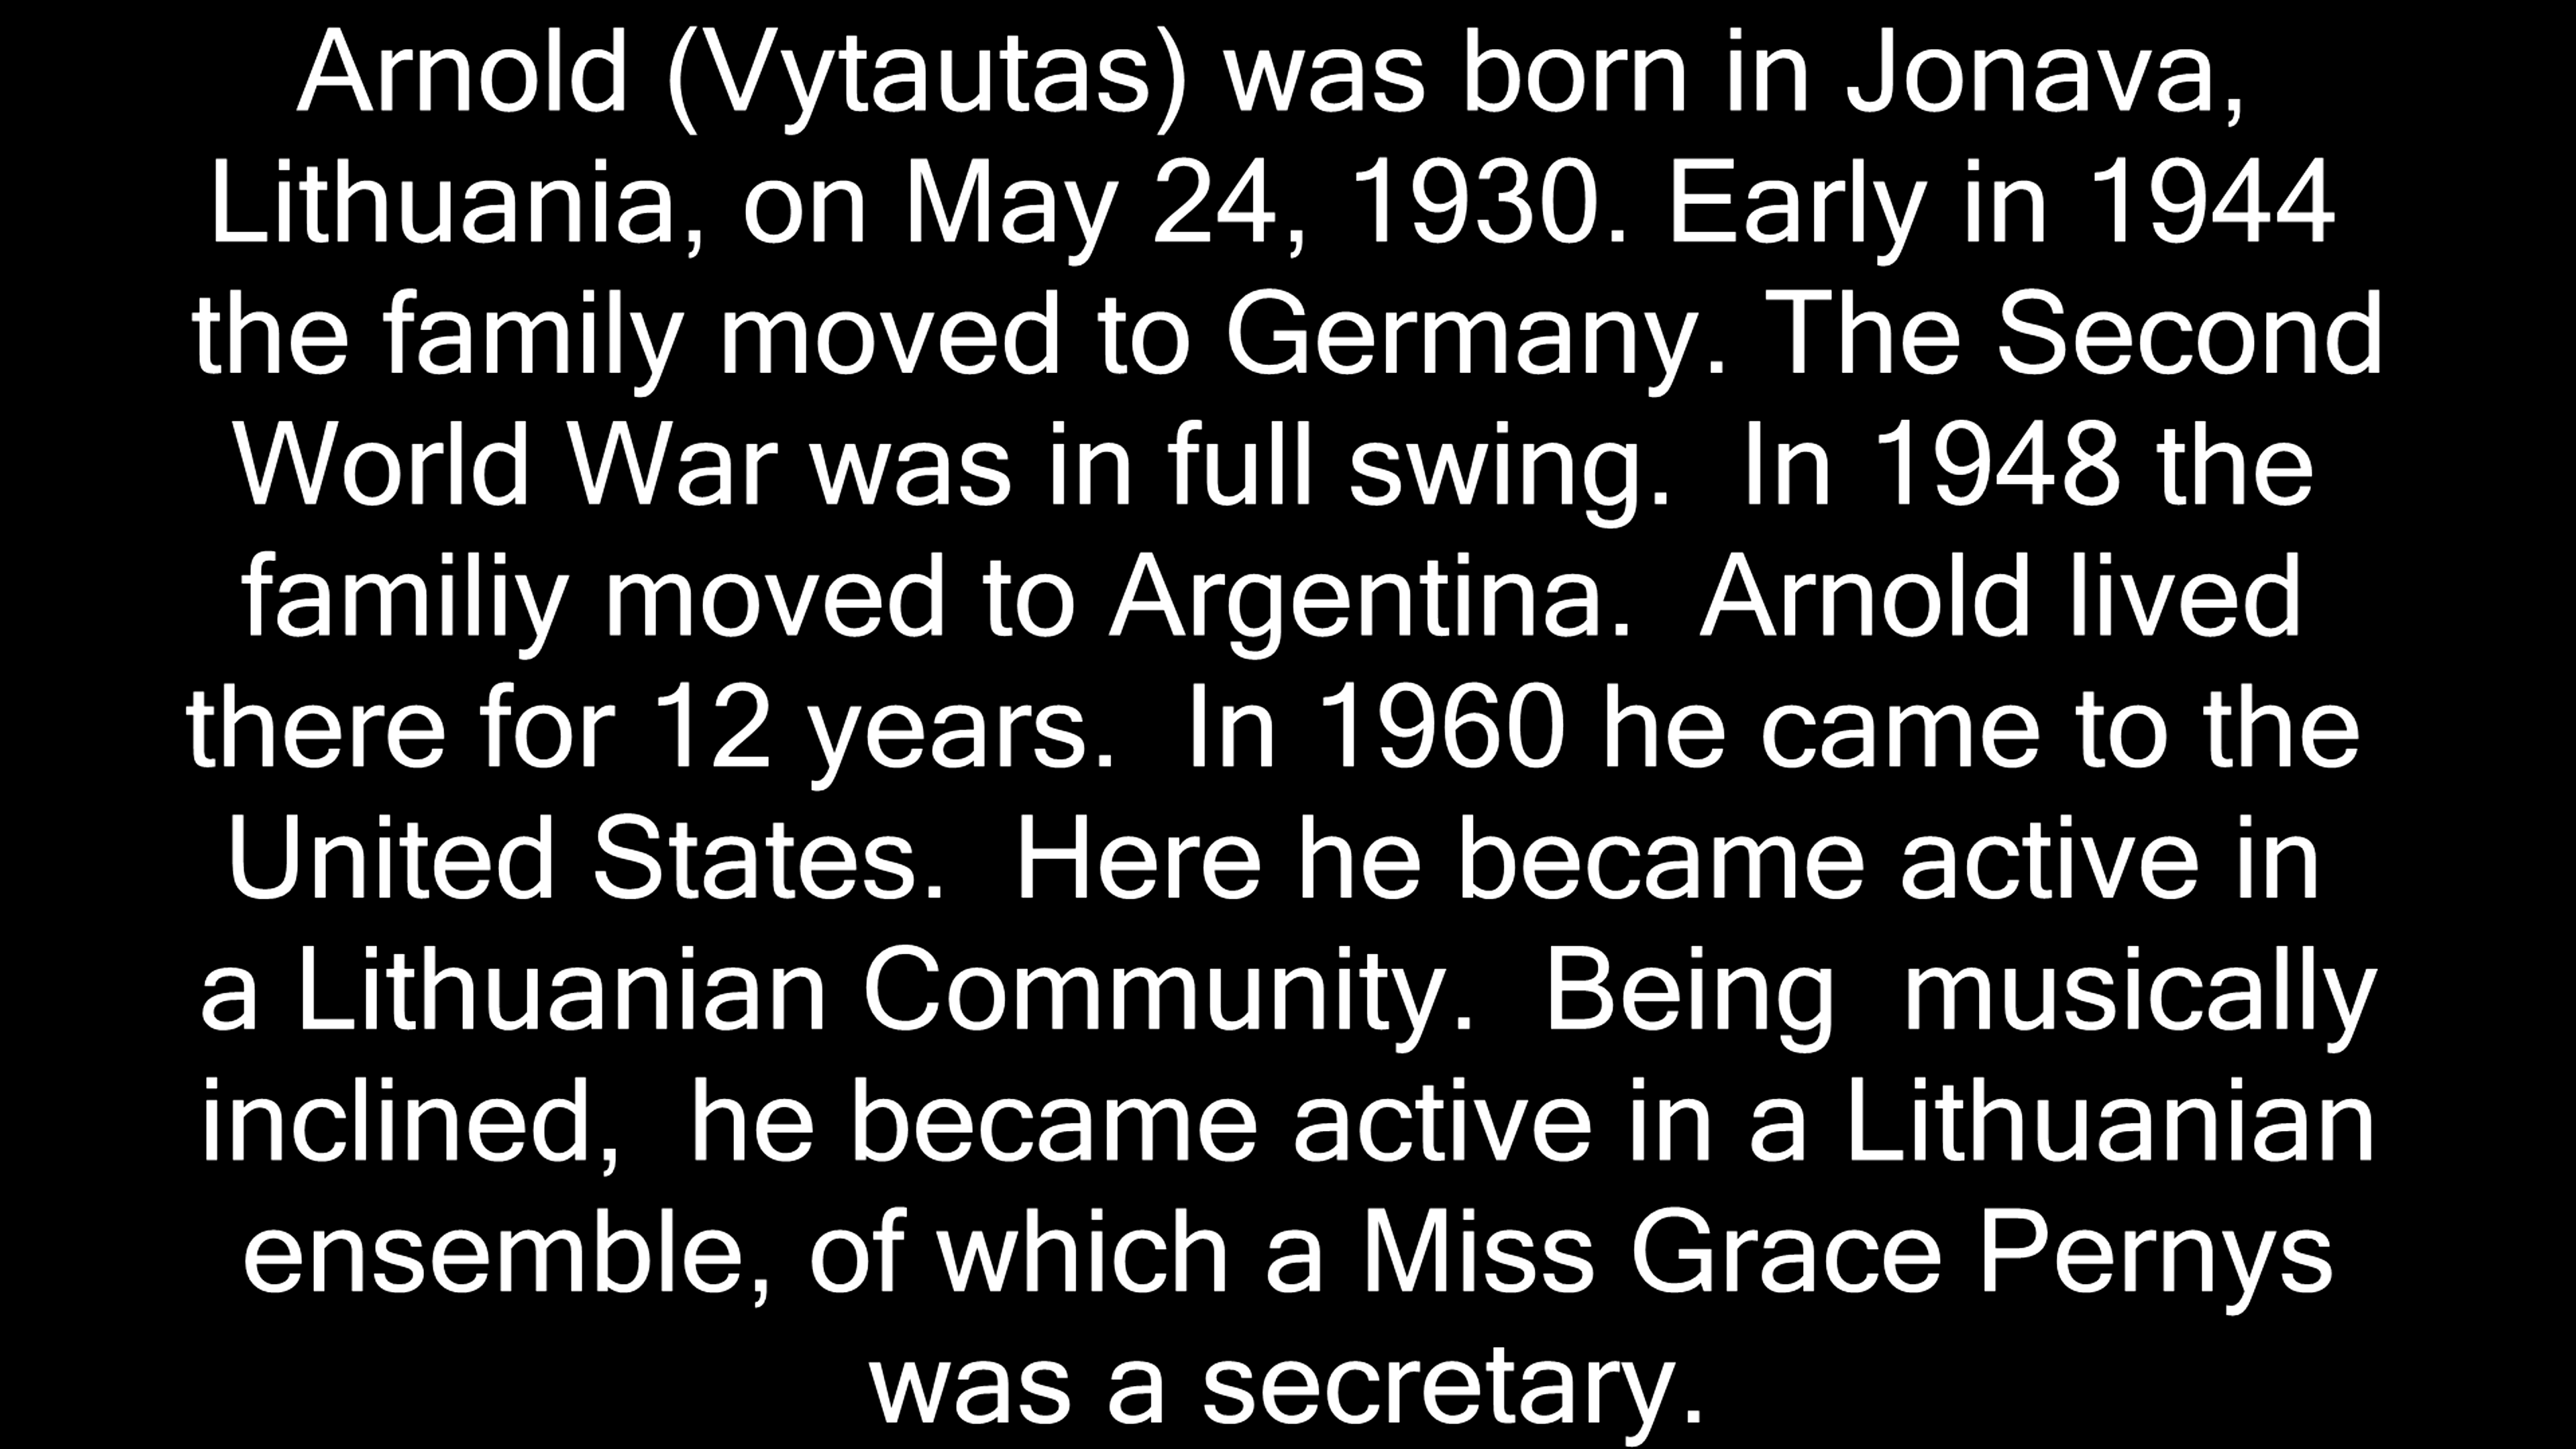 Arnold (Vytautas) was born in Jonava,
Lithuania, on May 24, 1930. Early in 1944
the family moved to Germany. The Second
World War was in full swing.  In 1948 the
familiy moved to Argentina.  Arnold lived
there for 12 years.  In 1960 he came to the
United States.  Here he became active in
a Lithuanian Community.  Being  musically
inclined,  he became active in a Lithuanian
ensemble, of which a Miss Grace Pernys
was a secretary.